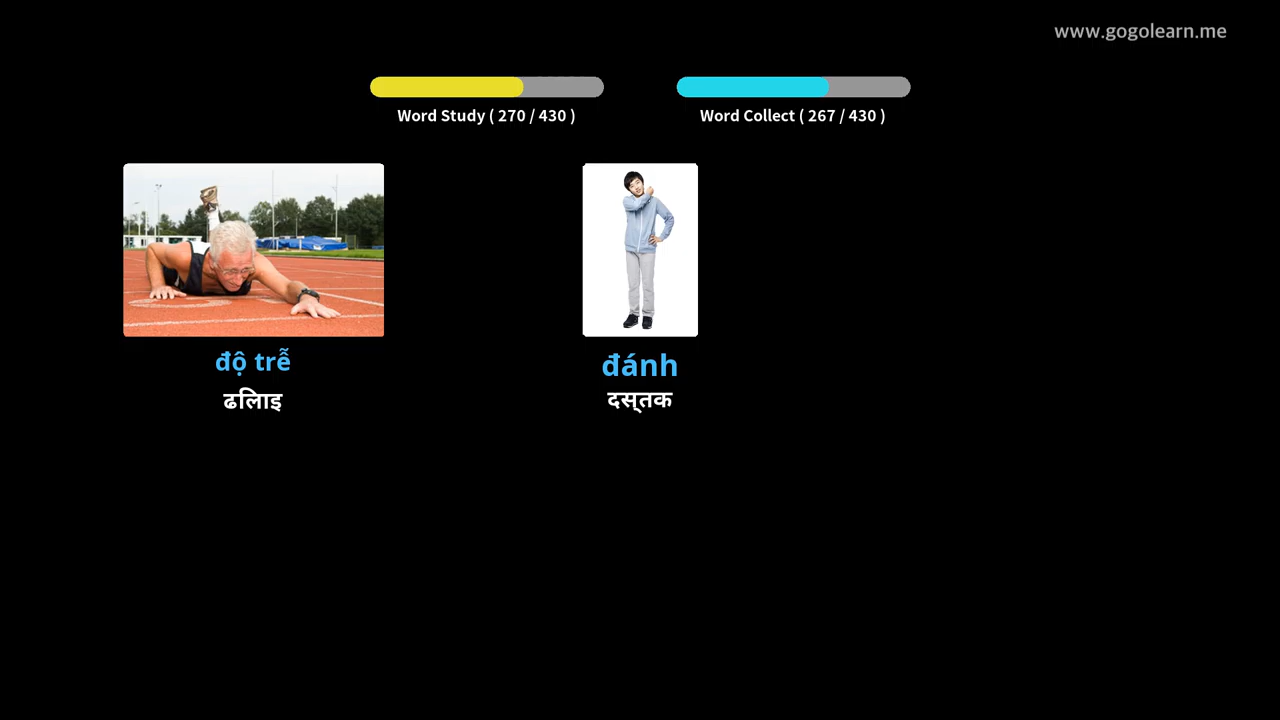 www.gogolearn.me
Word Study ( 270 / 430 )
Word Collect ( 267 / 430 )
độ trễ
ढलिाइ
đánh
दस्तक